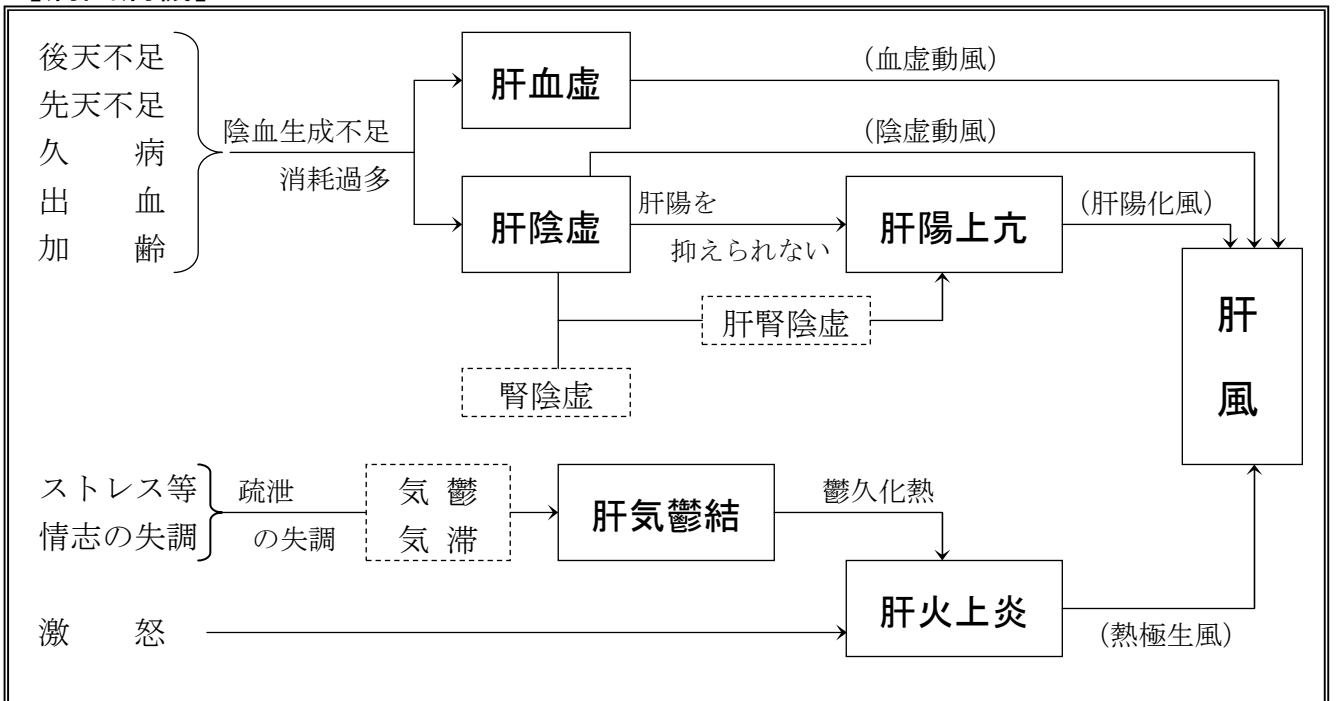 後天不足
先天不足
久 病
出 血
加 齢
陰血生成不足
消耗過多
肝血虚
(血虚動風)
(陰虚動風)
肝陰虚
肝陽を
抑えられない
肝陽上亢
(肝陽化風)
肝腎陰虚
腎陰虚
肝
風
ストレス等
情志の失調
疏泄
の失調
気 鬱
気 滞
肝気鬱結
鬱久化熱
激 怒
肝火上炎
(熱極生風)